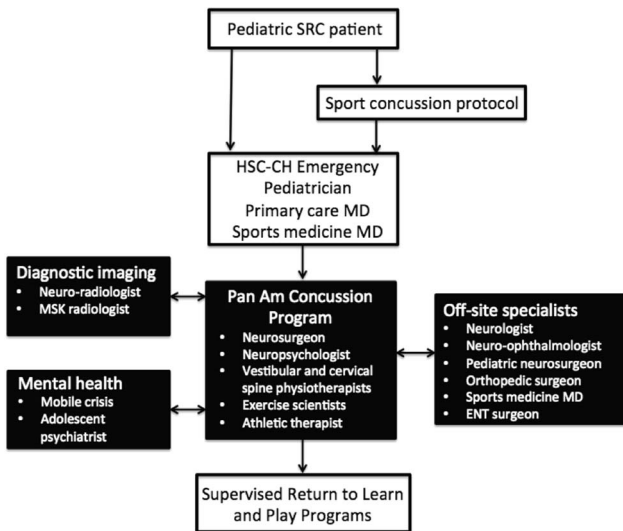 Pediatric SRC patient
Sport concussion protocol
HSC-CH Emergency
Pediatrician
Primary care MD
Sports medicine MD
Diagnostic imaging
• Neuro-radiologist
• MSK radiologist
Mental health
• Mobile crisis
• Adolescent
psychiatrist
Pan Am Concussion
Program
• Neurosurgeon
• Neuropsychologist
• Vestibular and cervical
spine physiotherapists
• Exercise scientists
• Athletic therapist
Off-site specialists
• Neurologist
• Neuro-ophthalmologist
• Pediatric neurosurgeon
• Orthopedic surgeon
• Sports medicine MD
• ENT surgeon
Supervised Return to Learn
and Play Programs